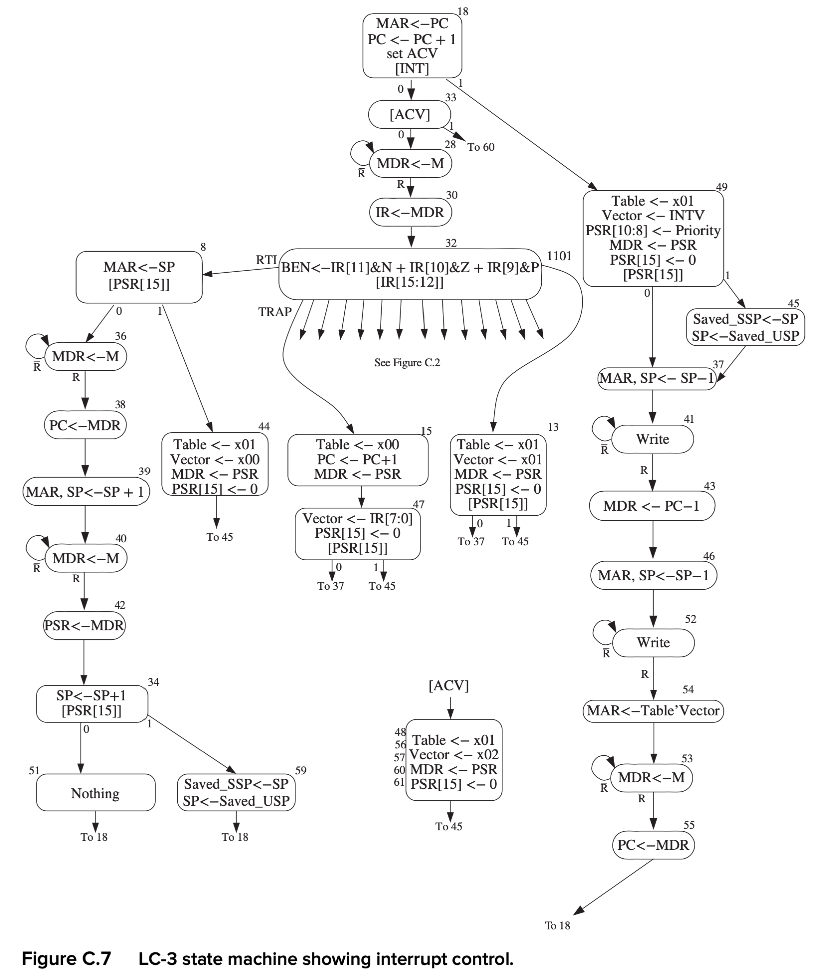 18
MAR<–PC
PC <– PC + 1
set ACV
[INT]
0
1
33
[ACV]
0
1
To 60
28
MDR<–M
R̅
R
30
IR<–MDR
32
BEN<–IR[11]&N + IR[10]&Z + IR[9]&P
[IR[15:12]]
RTI
1101
TRAP
See Figure C.2
8
MAR<–SP
[PSR[15]]
0
1
36
MDR<–M
R̅
R
38
PC<–MDR
39
MAR, SP<–SP + 1
40
MDR<–M
R̅
R
42
PSR<–MDR
34
SP<–SP+1
[PSR[15]]
0
1
51
Nothing
To 18
59
Saved_SSP<–SP
SP<–Saved_USP
To 18
44
Table <– x01
Vector <– x00
MDR <– PSR
PSR[15] <–0
To 45
15
Table <– x00
PC <– PC+1
MDR <– PSR
47
Vector <– IR[7:0]
PSR[15] <–0
[PSR[15]]
0
1
To 37
To 45
13
Table <– x01
Vector <– x01
MDR <– PSR
PSR[15] <–0
[PSR[15]]
0
1
To 37
To 45
[ACV]
48
56
57
60
61
Table <– x01
Vector <– x02
MDR <– PSR
PSR[15] <–0
To 45
49
Table <– x01
Vector <– INTV
PSR[10:8] <– Priority
MDR <– PSR
PSR[15] <–0
[PSR[15]]
0
1
45
Saved_SSP<–SP
SP<–Saved_USP
37
MAR, SP<– SP–1
41
Write
R̅
R
43
MDR <– PC–1
46
MAR, SP<–SP–1
52
Write
R̅
R
54
MAR<–Table’Vector
53
MDR<–M
R̅
R
55
PC<–MDR
To 18
Figure C.7 LC-3 state machine showing interrupt control.